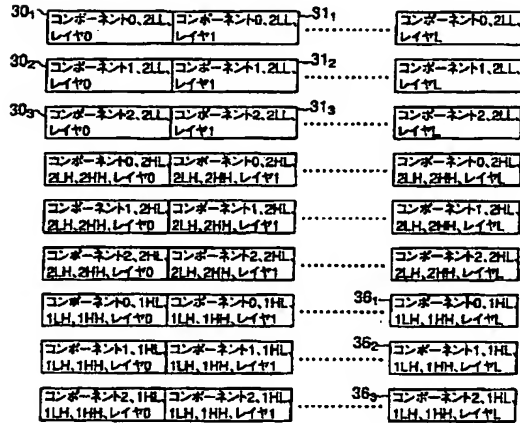 30₁ コンポーネント0、2LL、 コンポーネント0、2LL、 31₁ コンポーネント0、2LL、
レイヤ0 レイヤ1 ………… レイヤL
30₂ コンポーネント1、2LL、 コンポーネント1、2LL、 31₂ コンポーネント1、2LL、
レイヤ0 レイヤ1 ………… レイヤL
30₃ コンポーネント2、2LL、 コンポーネント2、2LL、 31₃ コンポーネント2、2LL、
レイヤ0 レイヤ1 ………… レイヤL
コンポーネント0、2HL、 コンポーネント0、2HL、 コンポーネント0、2HL、
2LH、2HH、レイヤ0 2LH、2HH、レイヤ1 ………… 2LH、2HH、レイヤL
コンポーネント1、2HL、 コンポーネント1、2HL、 コンポーネント1、2HL、
2LH、2HH、レイヤ0 2LH、2HH、レイヤ1 ………… 2LH、2HH、レイヤL
コンポーネント2、2HL、 コンポーネント2、2HL、 コンポーネント2、2HL、
2LH、2HH、レイヤ0 2LH、2HH、レイヤ1 ………… 2LH、2HH、レイヤL
コンポーネント0、1HL、 コンポーネント0、1HL、 36₁ コンポーネント0、1HL、
1LH、1HH、レイヤ0 1LH、1HH、レイヤ1 ………… 1LH、1HH、レイヤL
コンポーネント1、1HL、 コンポーネント1、1HL、 36₂ コンポーネント1、1HL、
1LH、1HH、レイヤ0 1LH、1HH、レイヤ1 ………… 1LH、1HH、レイヤL
コンポーネント2、1HL、 コンポーネント2、1HL、 36₃ コンポーネント2、1HL、
1LH、1HH、レイヤ0 1LH、1HH、レイヤ1 ………… 1LH、1HH、レイヤL